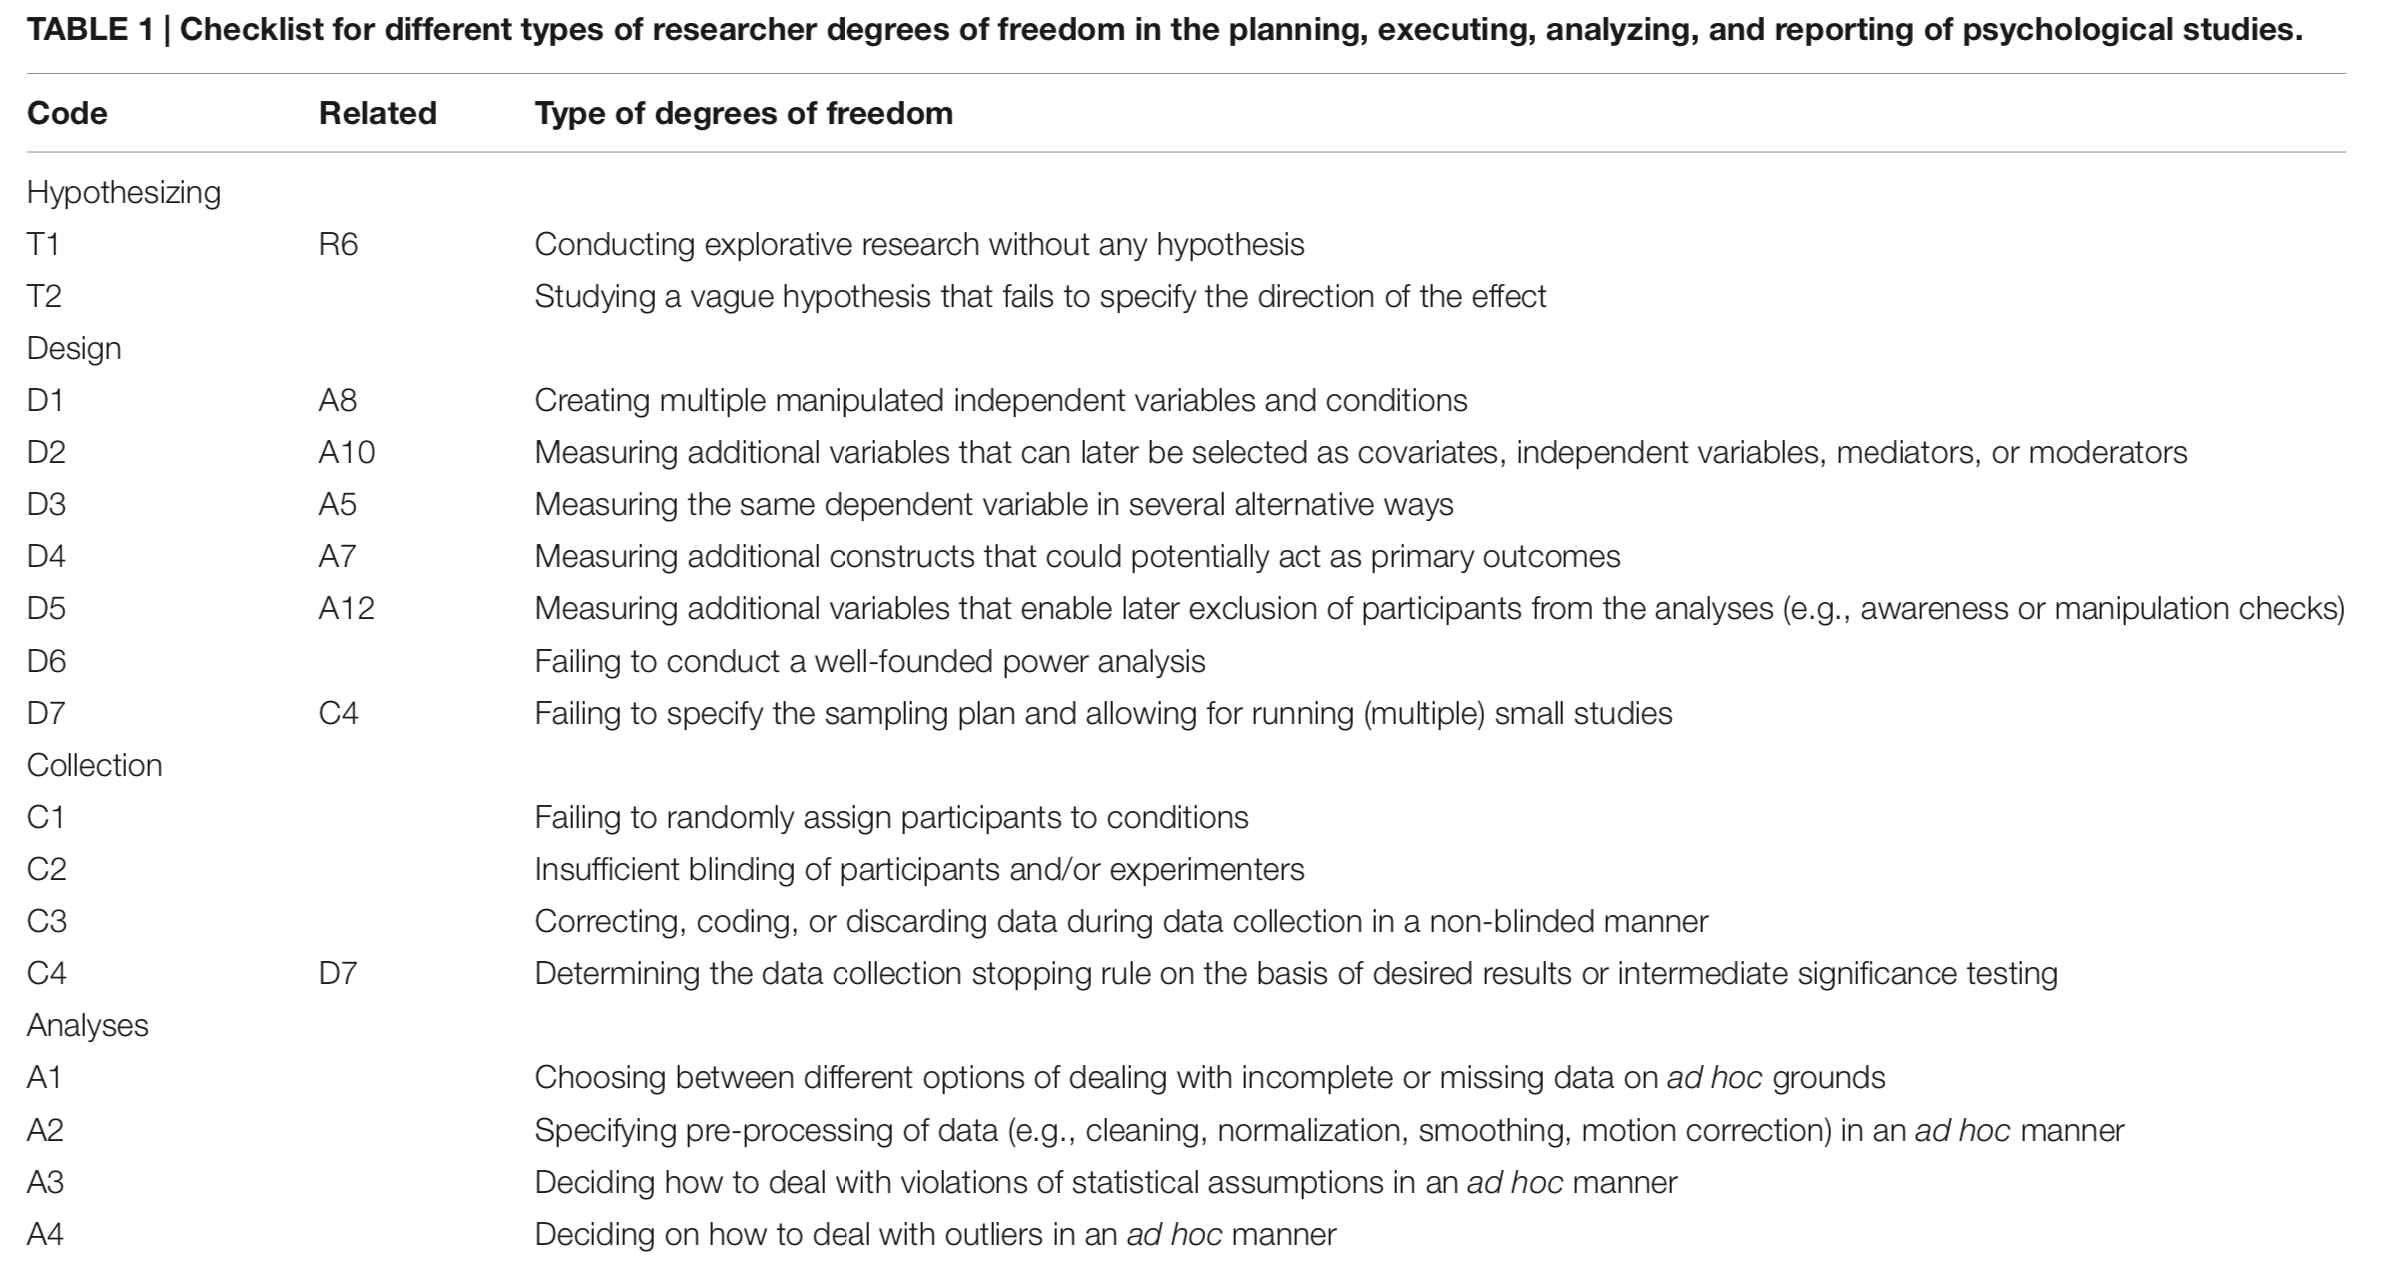 TABLE 1 | Checklist for different types of researcher degrees of freedom in the planning, executing, analyzing, and reporting of psychological studies.
Code Related Type of degrees of freedom
Hypothesizing
T1 R6 Conducting explorative research without any hypothesis
T2 Studying a vague hypothesis that fails to specify the direction of the effect
Design
D1 A8 Creating multiple manipulated independent variables and conditions
D2 A10 Measuring additional variables that can later be selected as covariates, independent variables, mediators, or moderators
D3 A5 Measuring the same dependent variable in several alternative ways
D4 A7 Measuring additional constructs that could potentially act as primary outcomes
D5 A12 Measuring additional variables that enable later exclusion of participants from the analyses (e.g., awareness or manipulation checks)
D6 Failing to conduct a well-founded power analysis
D7 C4 Failing to specify the sampling plan and allowing for running (multiple) small studies
Collection
C1 Failing to randomly assign participants to conditions
C2 Insufficient blinding of participants and/or experimenters
C3 Correcting, coding, or discarding data during data collection in a non-blinded manner
C4 D7 Determining the data collection stopping rule on the basis of desired results or intermediate significance testing
Analyses
A1 Choosing between different options of dealing with incomplete or missing data on ad hoc grounds
A2 Specifying pre-processing of data (e.g., cleaning, normalization, smoothing, motion correction) in an ad hoc manner
A3 Deciding how to deal with violations of statistical assumptions in an ad hoc manner
A4 Deciding on how to deal with outliers in an ad hoc manner